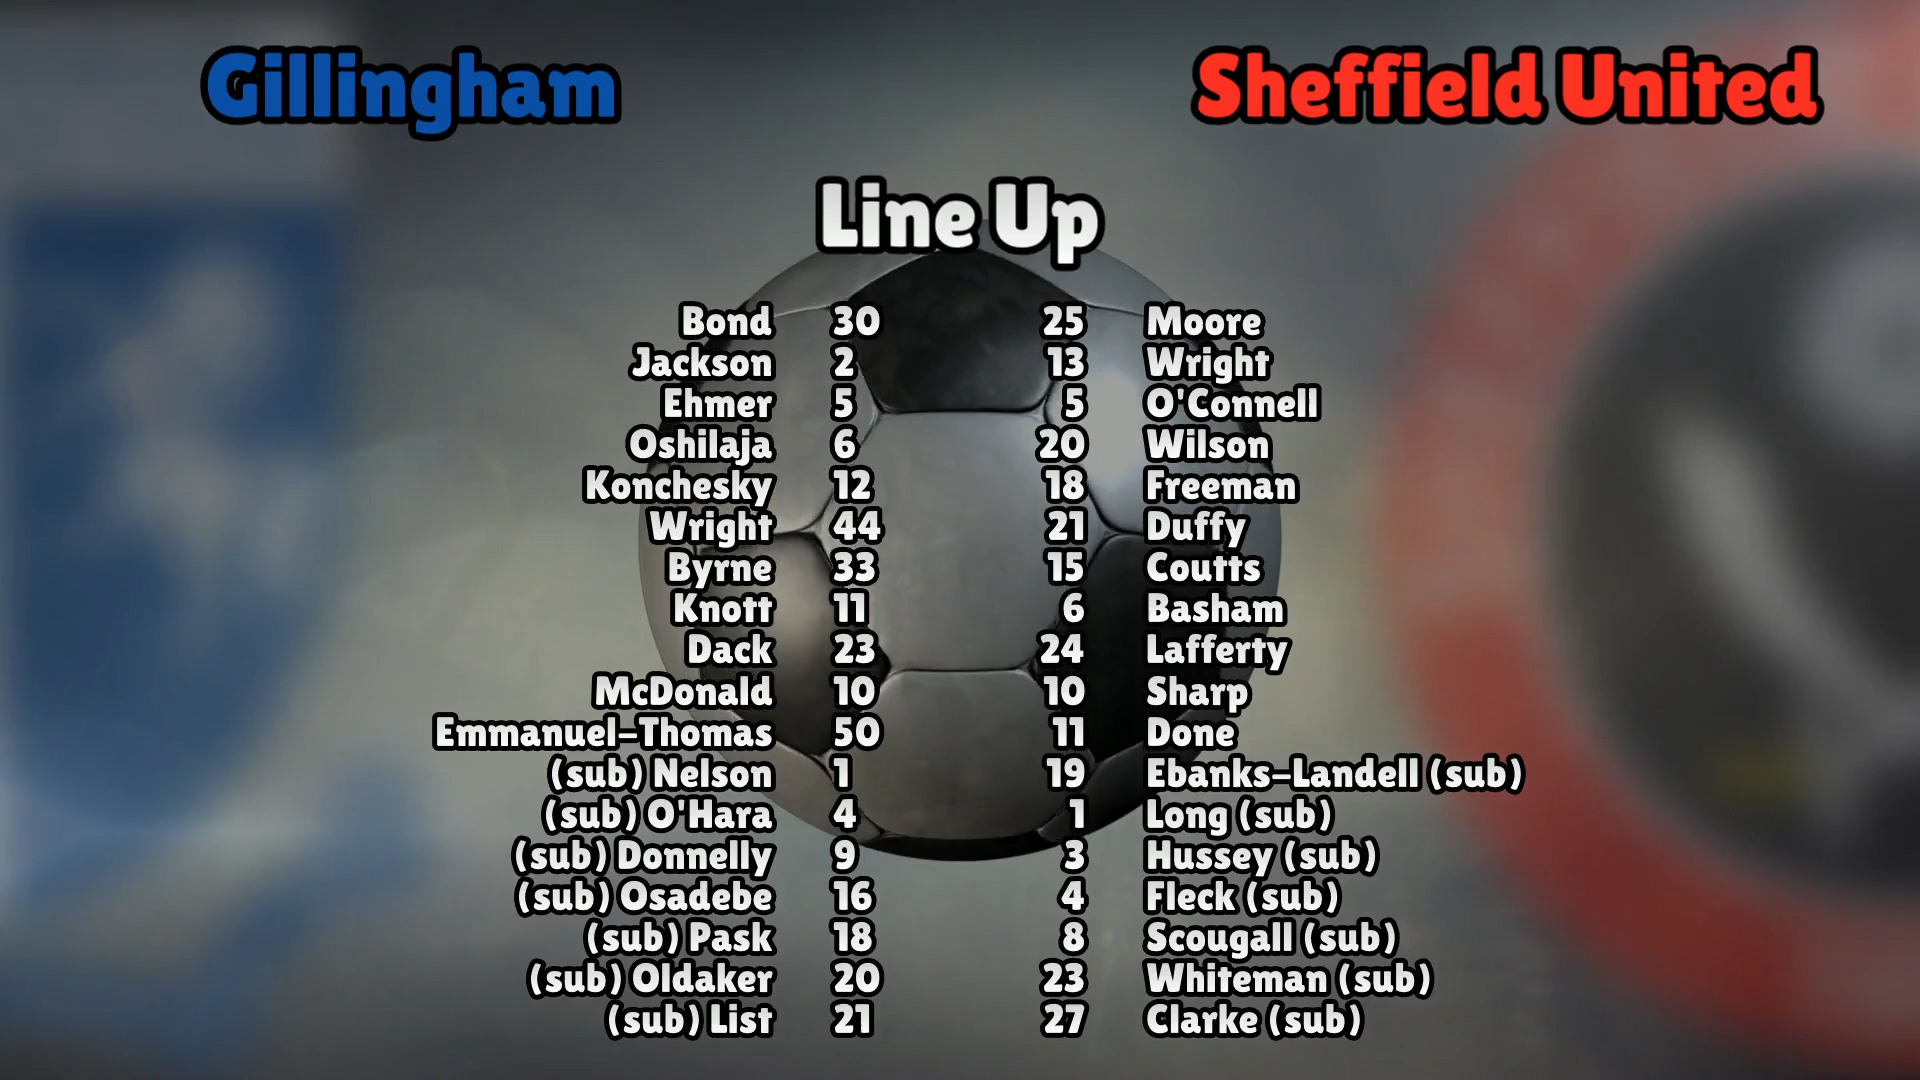 Gillingham Sheffield United
Line Up
Bond 30 25 Moore
Jackson 2 13 Wright
Ehmer 5 5 O'Connell
Oshilaja 6 20 Wilson
Konchesky 12 18 Freeman
Wright 44 21 Duffy
Byrne 33 15 Coutts
Knott 11 6 Basham
Dack 23 24 Lafferty
McDonald 10 10 Sharp
Emmanuel-Thomas 50 11 Done
(sub) Nelson 1 19 Ebanks-Landell (sub)
(sub) O'Hara 4 1 Long (sub)
(sub) Donnelly 9 3 Hussey (sub)
(sub) Osadebe 16 4 Fleck (sub)
(sub) Pask 18 8 Scougall (sub)
(sub) Oldaker 20 23 Whiteman (sub)
(sub) List 21 27 Clarke (sub)